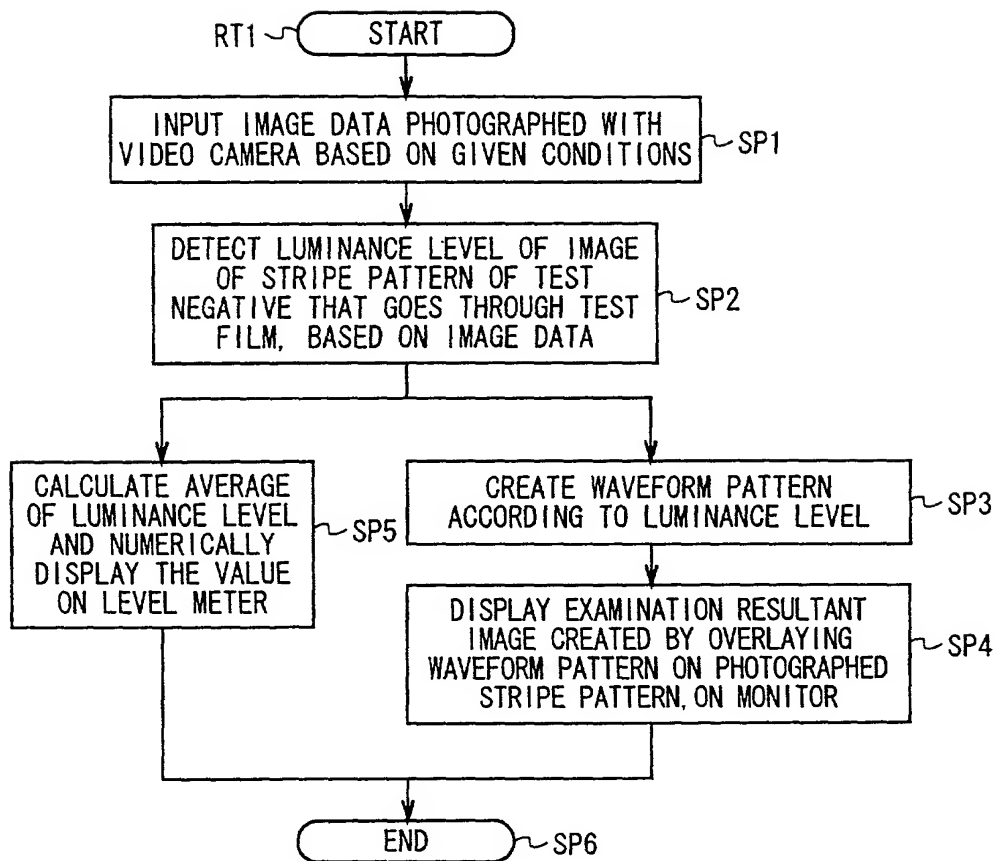 RT1
START
INPUT IMAGE DATA PHOTOGRAPHED WITH
VIDEO CAMERA BASED ON GIVEN CONDITIONS
SP1
DETECT LUMINANCE LEVEL OF IMAGE
OF STRIPE PATTERN OF TEST
NEGATIVE THAT GOES THROUGH TEST
FILM, BASED ON IMAGE DATA
SP2
CALCULATE AVERAGE
OF LUMINANCE LEVEL
AND NUMERICALLY
DISPLAY THE VALUE
ON LEVEL METER
SP5
CREATE WAVEFORM PATTERN
ACCORDING TO LUMINANCE LEVEL
SP3
DISPLAY EXAMINATION RESULTANT
IMAGE CREATED BY OVERLAYING
WAVEFORM PATTERN ON PHOTOGRAPHED
STRIPE PATTERN, ON MONITOR
SP4
END
SP6